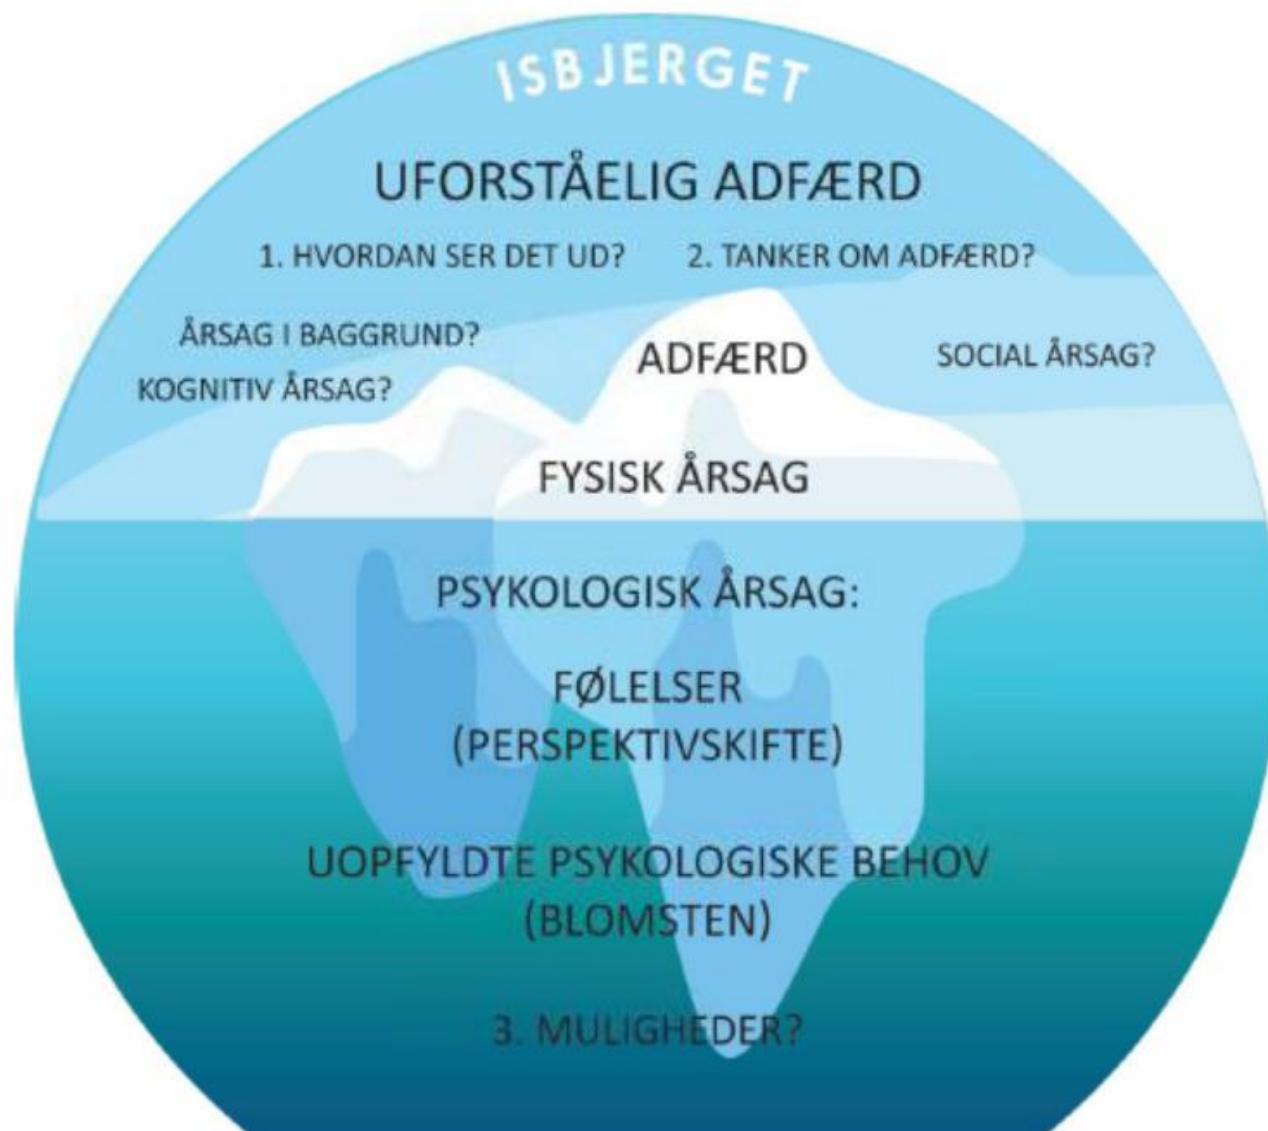 ISBJERGET
UFORSTÅELIG ADFÆRD
1. HVORDAN SER DET UD? 2. TANKER OM ADFÆRD?
ÅRSAG I BAGGRUND?
ADFÆRD
SOCIAL ÅRSAG?
KOGNITIV ÅRSAG?
FYSISK ÅRSAG
PSYKOLOGISK ÅRSAG:
FØLELSER
(PERSPEKTIVSKIFTE)
UOPFYLDTE PSYKOLOGISKE BEHOV
(BLOMSTEN)
3. MULIGHEDER?